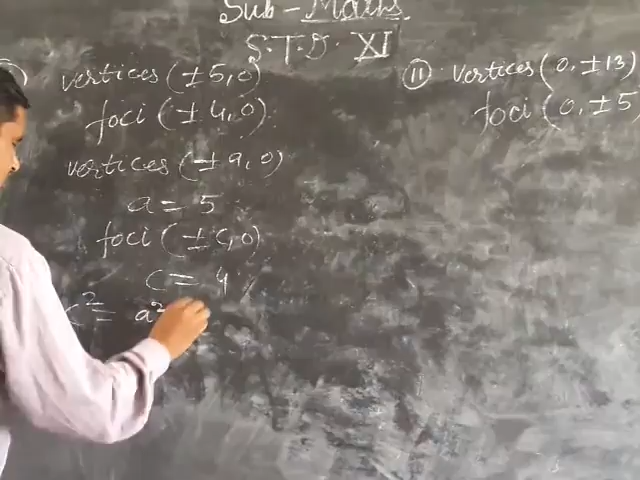 Sub - Maths.
S.T.D. XI
vertices (±5,0)
foci (±4,0)
vertices (±a,0)
a = 5
foci (±c,0)
c = 4
c² = a²
⑪ vertices (0, ±13)
foci (0, ±5